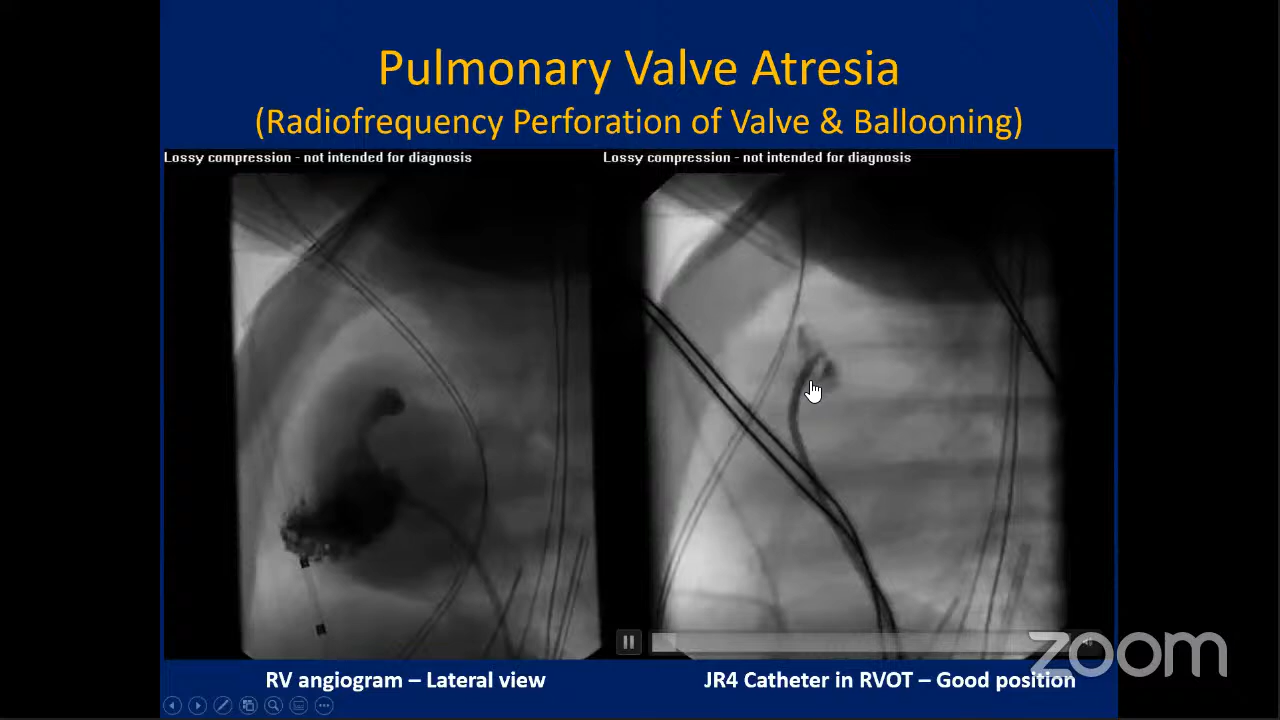 Pulmonary Valve Atresia
(Radiofrequency Perforation of Valve & Ballooning)
Lossy compression - not intended for diagnosis
Lossy compression - not intended for diagnosis
zoom
RV angiogram – Lateral view
JR4 Catheter in RVOT – Good position